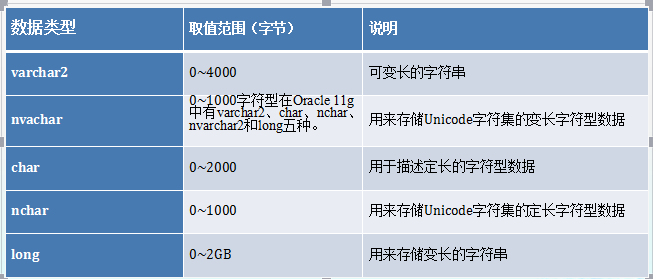 数据类型 取值范围（字节） 说明
varchar2 0~4000 可变长的字符串
nvachar 0~1000字符型在Oracle 11g
中有varchar2、char、nchar、
nvarchar2和long五种。 用来存储Unicode字符集的变长字符型数据
char 0~2000 用于描述定长的字符型数据
nchar 0~1000 用来存储Unicode字符集的定长字符型数据
long 0~2GB 用来存储变长的字符串